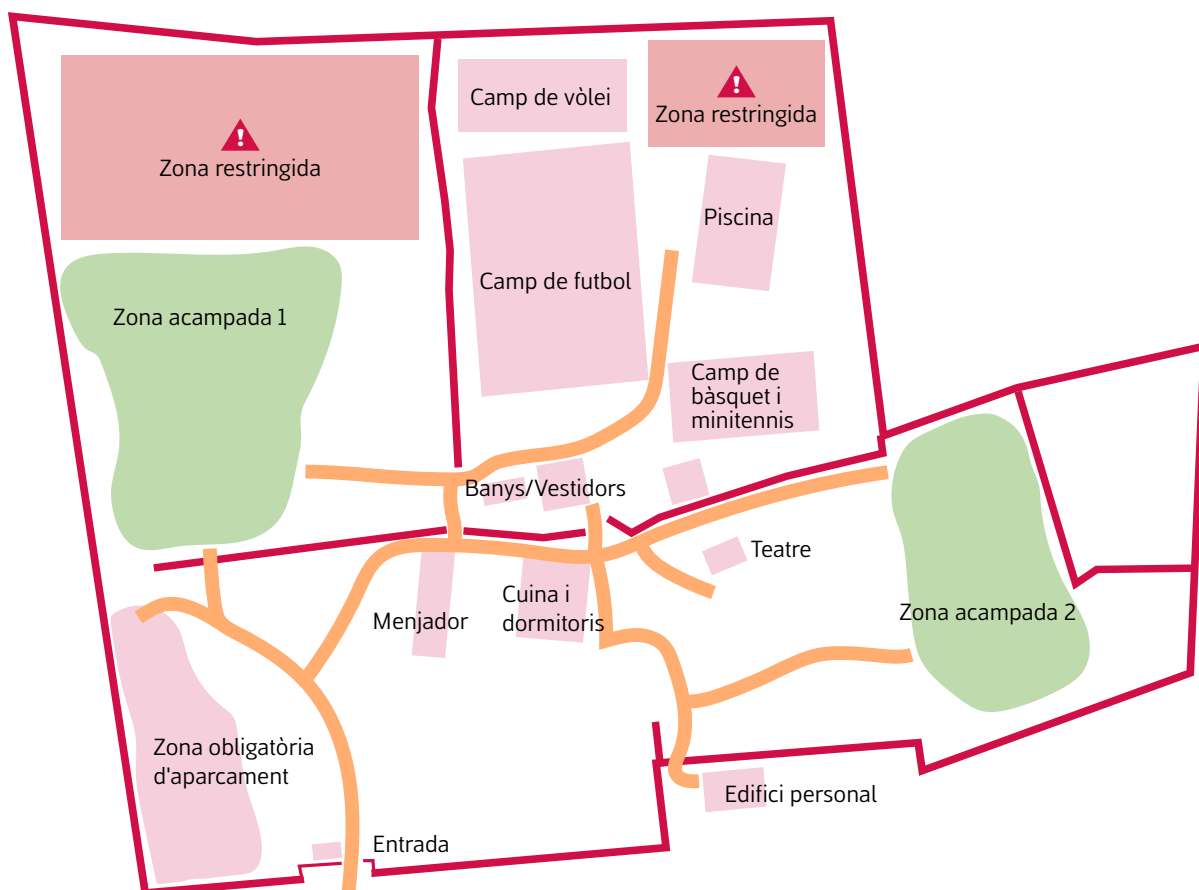 Camp de vòlei
Zona restringida
Zona restringida
Piscina
Camp de futbol
Zona acampada 1
Camp de
bàsquet i
minitennis
Banys/Vestidors
Teatre
Cuina i
dormitoris
Menjador
Zona acampada 2
Zona obligatòria
d'aparcament
Edifici personal
Entrada